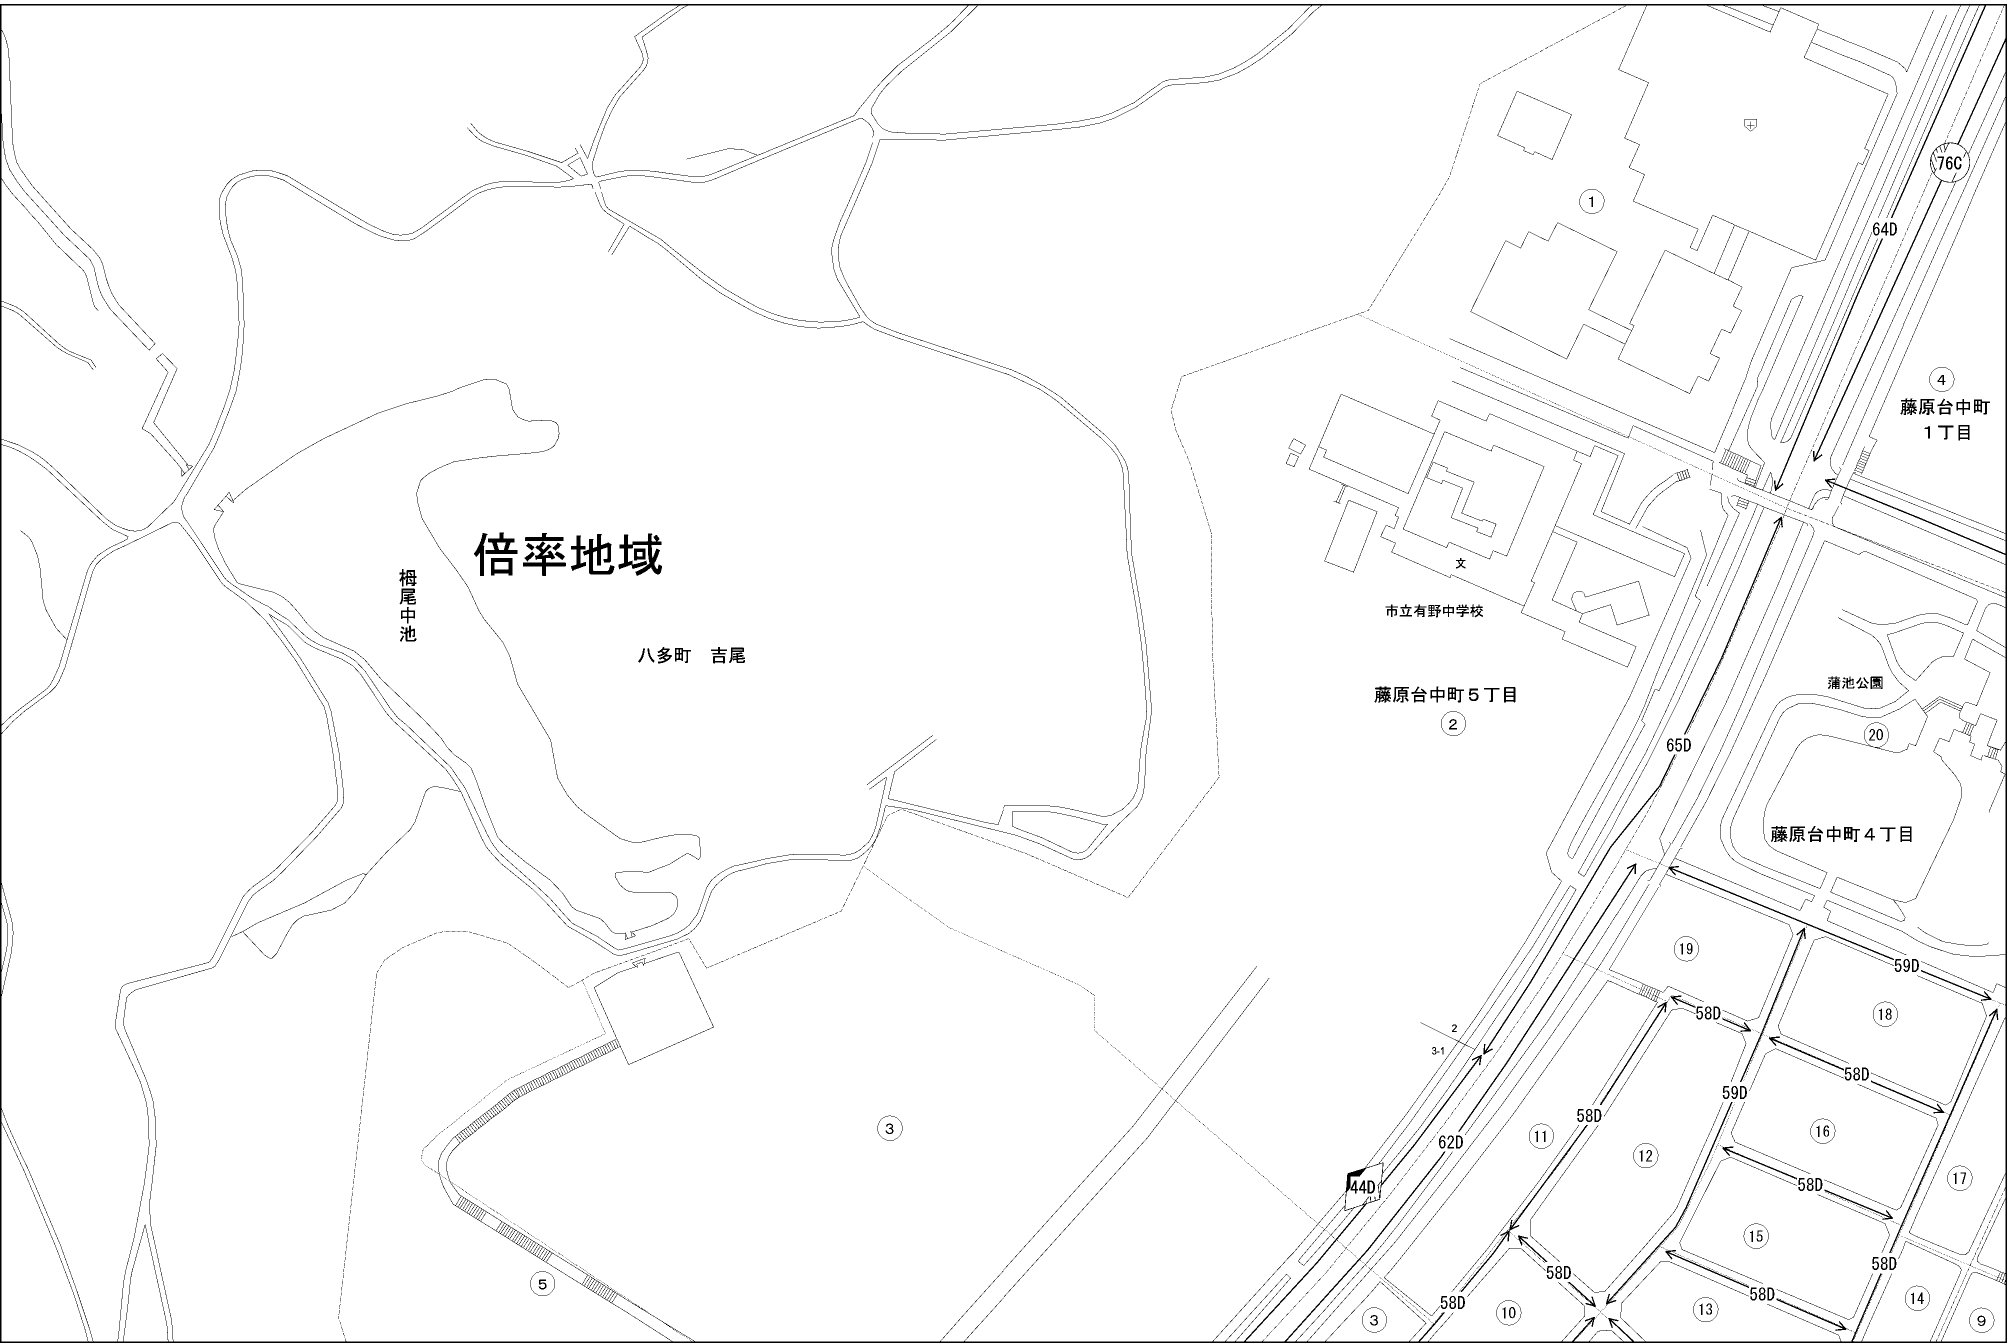 76C
1
64D
4
藤原台中町
1丁目
倍率地域
栂尾中池
八多町 吉尾
文
市立有野中学校
藤原台中町5丁目
2
65D
蒲池公園
20
藤原台中町4丁目
19
59D
18
58D
2
3-1
58D
59D
3
62D
11
58D
12
16
17
44D
58D
15
58D
5
58D
58D
58D
3
10
13
14
9